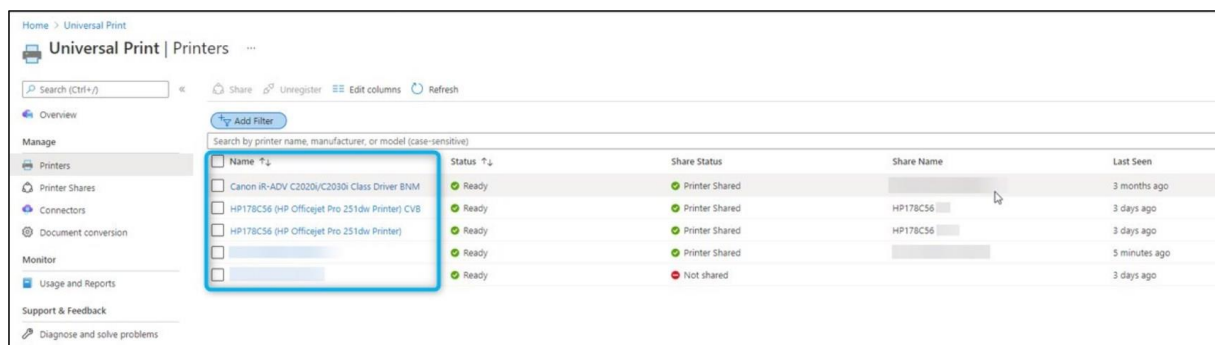 Home > Universal Print
Universal Print | Printers ...
Search (Ctrl+/) «
Share Unregister Edit columns Refresh
Overview
Add Filter
Manage
Search by printer name, manufacturer, or model (case-sensitive)
Printers
Name ↑↓ Status ↑↓ Share Status Share Name Last Seen
Printer Shares
Canon iR-ADV C2020i/C2030i Class Driver BNM Ready Printer Shared 3 months ago
Connectors
HP178C56 (HP Officejet Pro 251dw Printer) CVB Ready Printer Shared HP178C56 3 days ago
Document conversion
HP178C56 (HP Officejet Pro 251dw Printer) Ready Printer Shared HP178C56 3 days ago
Monitor
Ready Printer Shared 5 minutes ago
Usage and Reports
Ready Not shared 3 days ago
Support & Feedback
Diagnose and solve problems